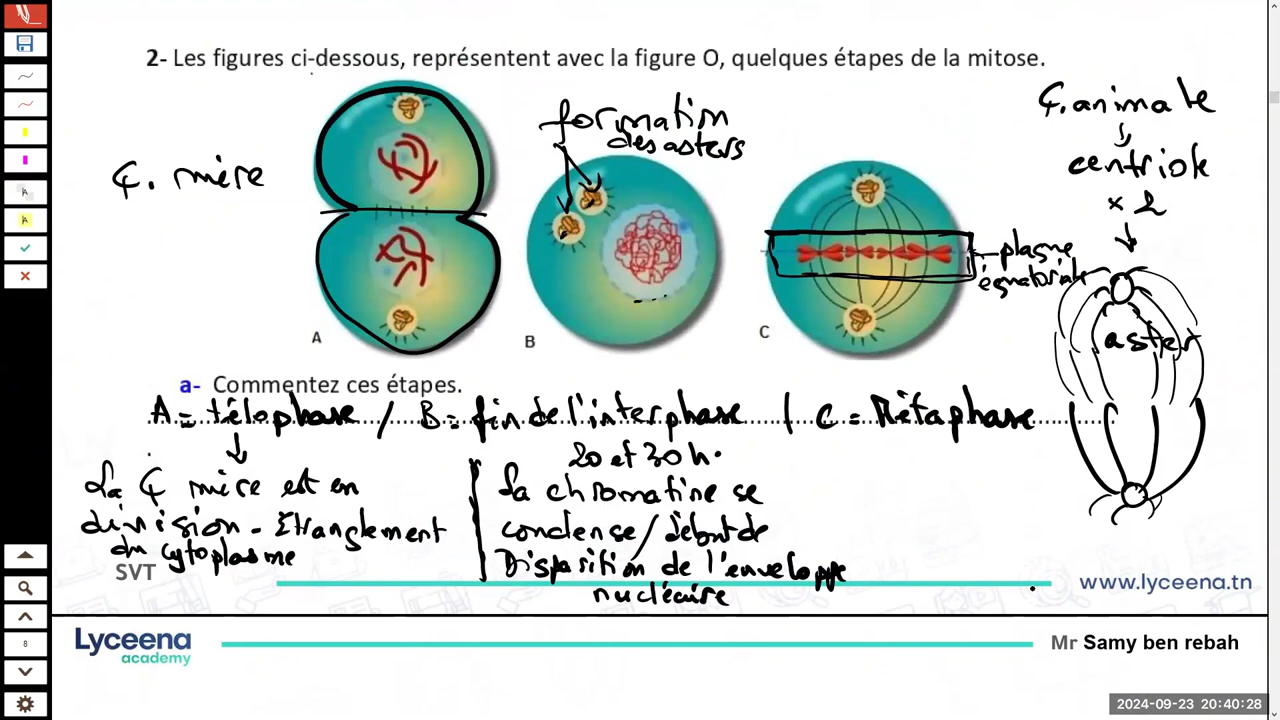 2- Les figures ci-dessous, représentent avec la figure O, quelques étapes de la mitose.
¢. mère
formation
des asters
¢. animale
centriole
× 2
plaque
équatoriale
aster
A
B
C
a- Commentez ces étapes.
A = télophase / B = fin de l'interphase / C = Métaphase
20 et 30 h.
La ¢ mère est en
division - Etranglement
du cytoplasme
La chromatine se
condense / début de
Disparition de l'enveloppe
nucléaire
SVT
www.lyceena.tn
Lyceena
academy
Mr Samy ben rebah
8
2024-09-23 20:40:28